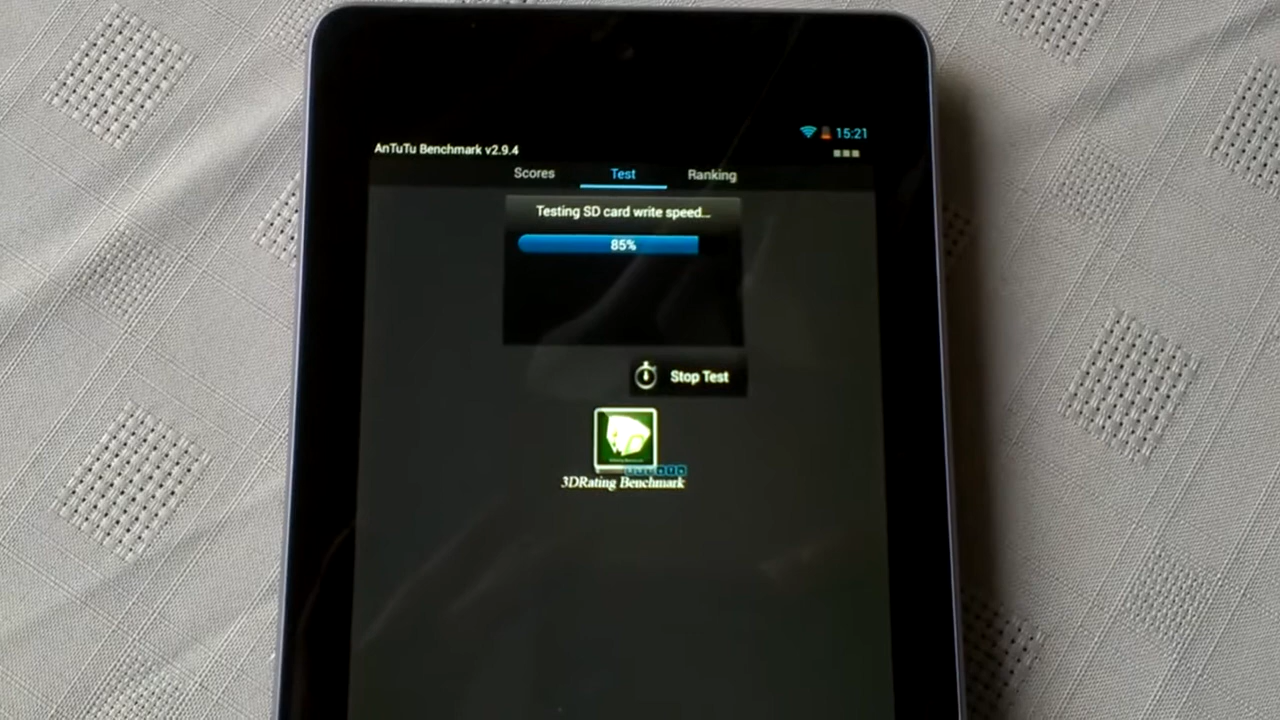 15:21
AnTuTu Benchmark v2.9.4
Scores Test Ranking
Testing SD card write speed...
85%
Stop Test
3DRating Benchmark